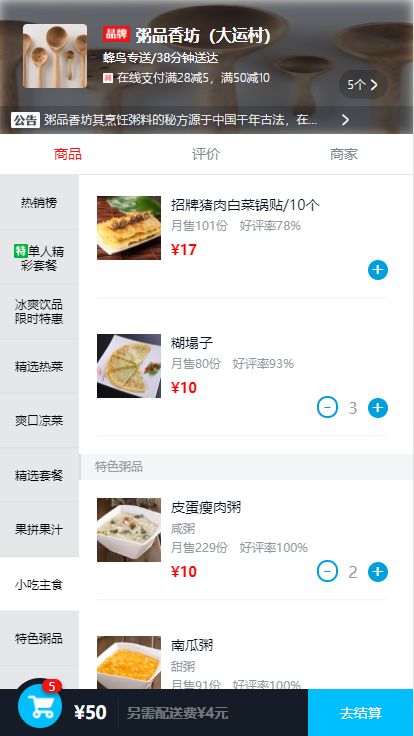 品牌 粥品香坊（大运村）
蜂鸟专送/38分钟送达
减 在线支付满28减5，满50减10
5个
公告 粥品香坊其烹饪粥料的秘方源于中国千年古法，在...
商品 评价 商家
热销榜
特单人精
彩套餐
冰爽饮品
限时特惠
精选热菜
爽口凉菜
精选套餐
果拼果汁
小吃主食
特色粥品
招牌猪肉白菜锅贴/10个
月售101份 好评率78%
¥17
糊塌子
月售80份 好评率93%
¥10
3
特色粥品
皮蛋瘦肉粥
咸粥
月售229份 好评率100%
¥10
2
南瓜粥
甜粥
月售91份 好评率100%
5
¥50 另需配送费¥4元 去结算